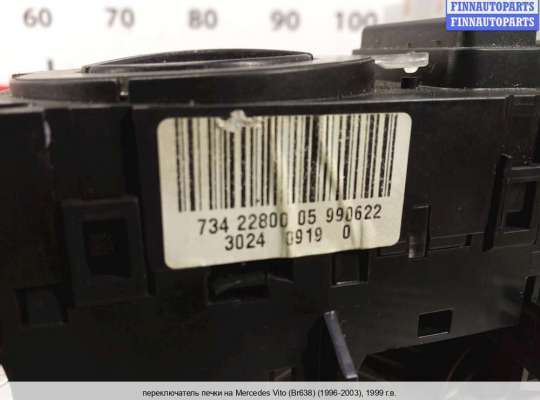 FINNAUTOPARTS
FINNAUTOPARTS
60 70 80 90 100
734 22800 05 990622
3024 0919 0
переключатель печки на Mercedes Vito (Br638) (1996-2003), 1999 г.в.